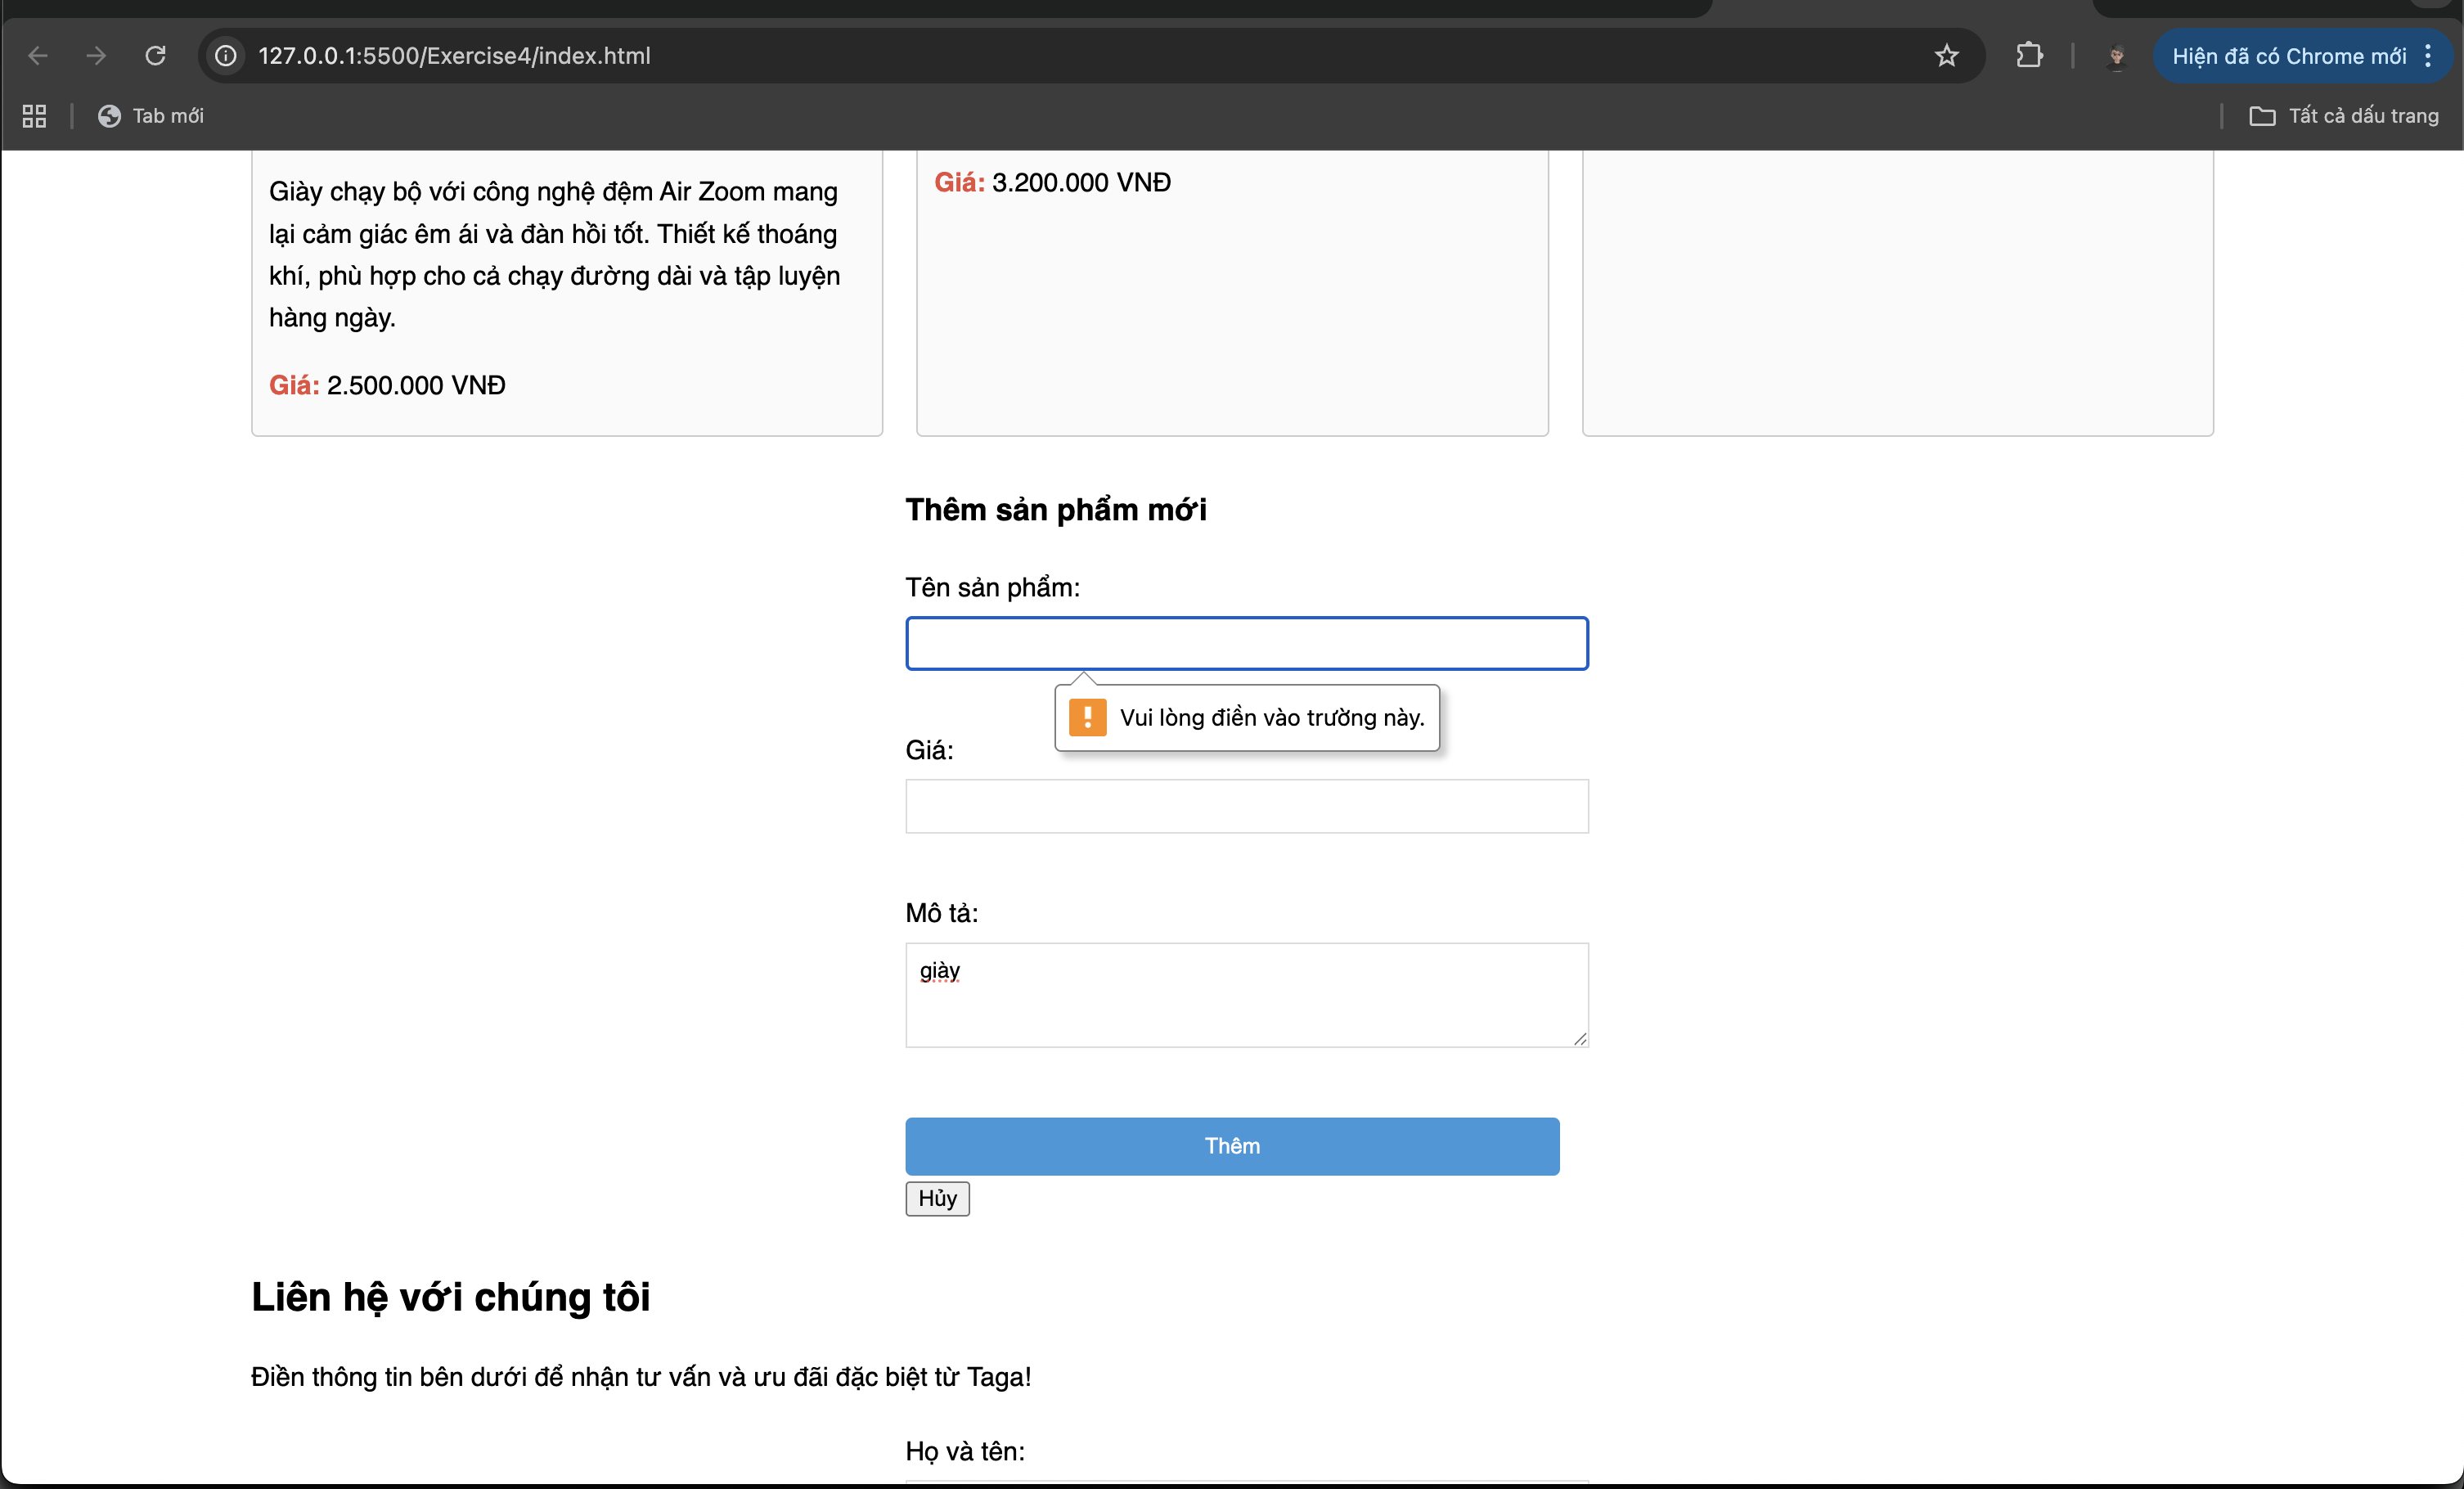 127.0.0.1:5500/Exercise4/index.html
Hiện đã có Chrome mới
Tab mới
Tất cả dấu trang
Giày chạy bộ với công nghệ đệm Air Zoom mang
lại cảm giác êm ái và đàn hồi tốt. Thiết kế thoáng
khí, phù hợp cho cả chạy đường dài và tập luyện
hàng ngày.
Giá: 2.500.000 VNĐ
Giá: 3.200.000 VNĐ
Thêm sản phẩm mới
Tên sản phẩm:
Vui lòng điền vào trường này.
Giá:
Mô tả:
giày
Thêm
Hủy
Liên hệ với chúng tôi
Điền thông tin bên dưới để nhận tư vấn và ưu đãi đặc biệt từ Taga!
Họ và tên: